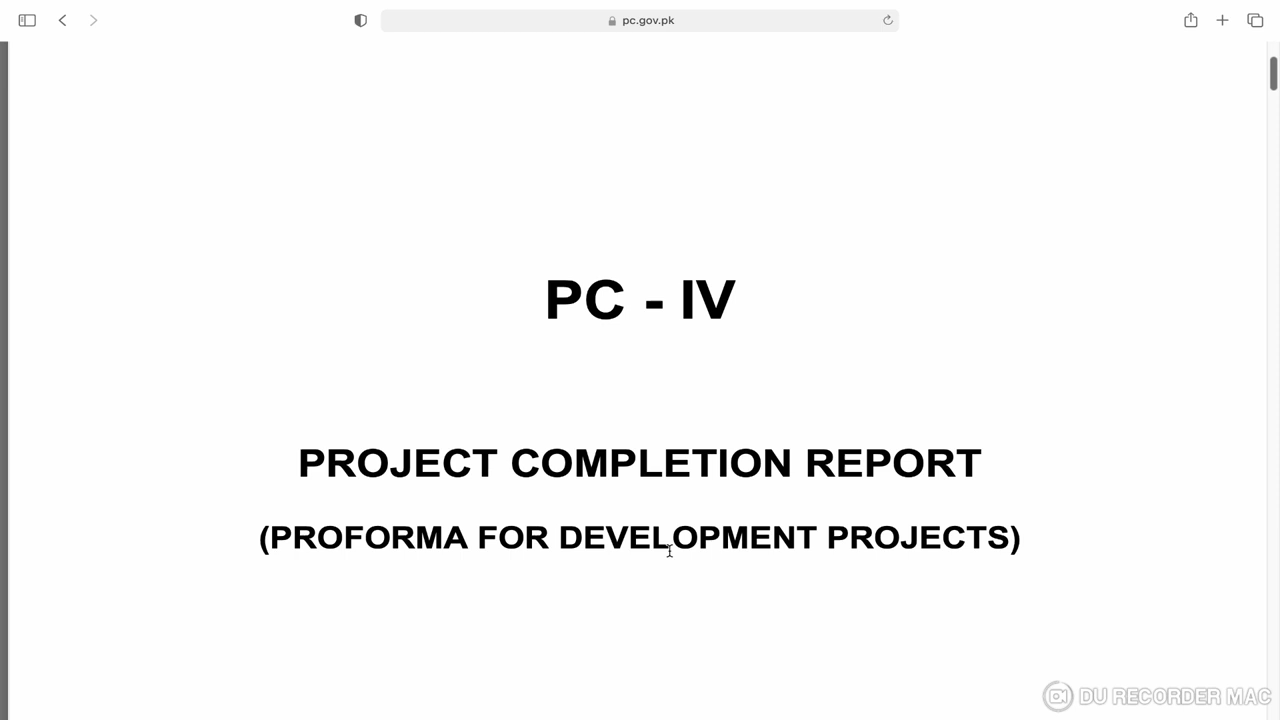 pc.gov.pk
PC - IV
PROJECT COMPLETION REPORT
(PROFORMA FOR DEVELOPMENT PROJECTS)
DU RECORDER MAC